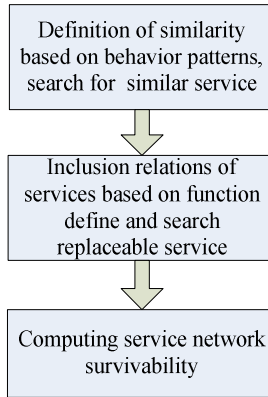 Definition of similarity
based on behavior patterns,
search for similar service
Inclusion relations of
services based on function
define and search
replaceable service
Computing service network
survivability